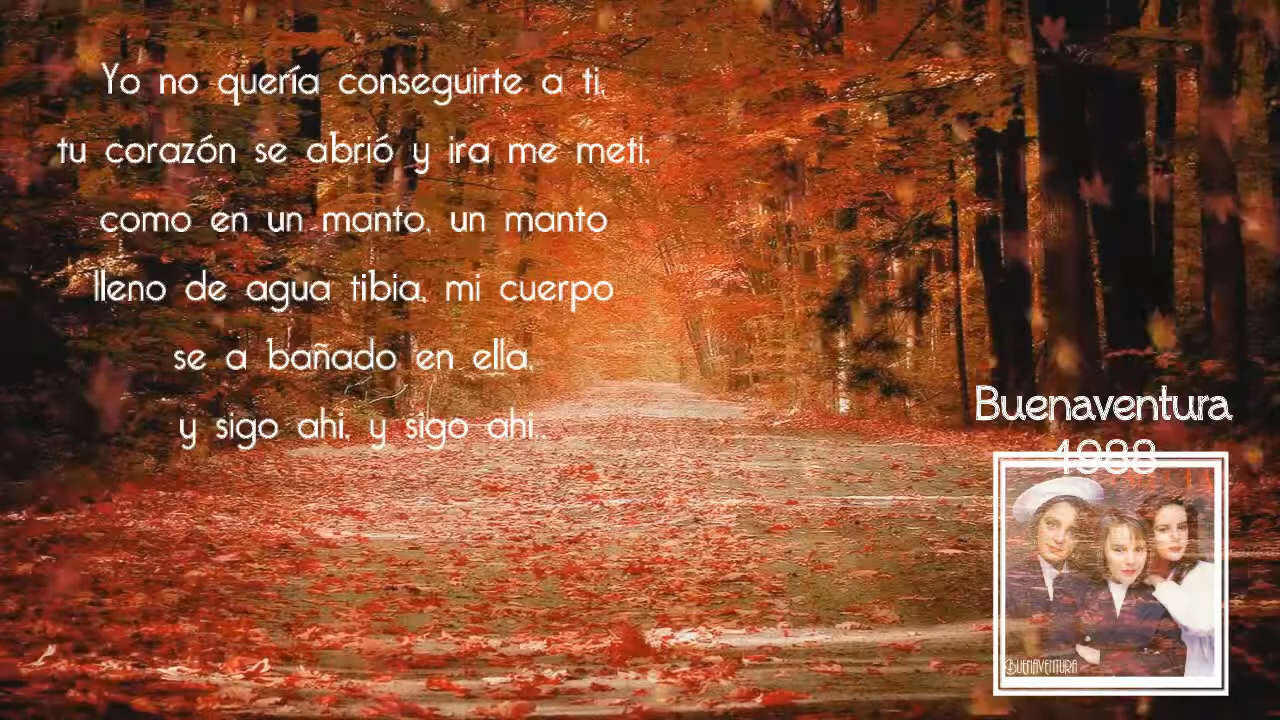 Yo no quería conseguirte a ti,
tu corazón se abrió y ira me meti,
como en un manto, un manto
lleno de agua tibia, mi cuerpo
se a bañado en ella,
y sigo ahi, y sigo ahi..
Buenaventura
1988
BUENAVENTURA